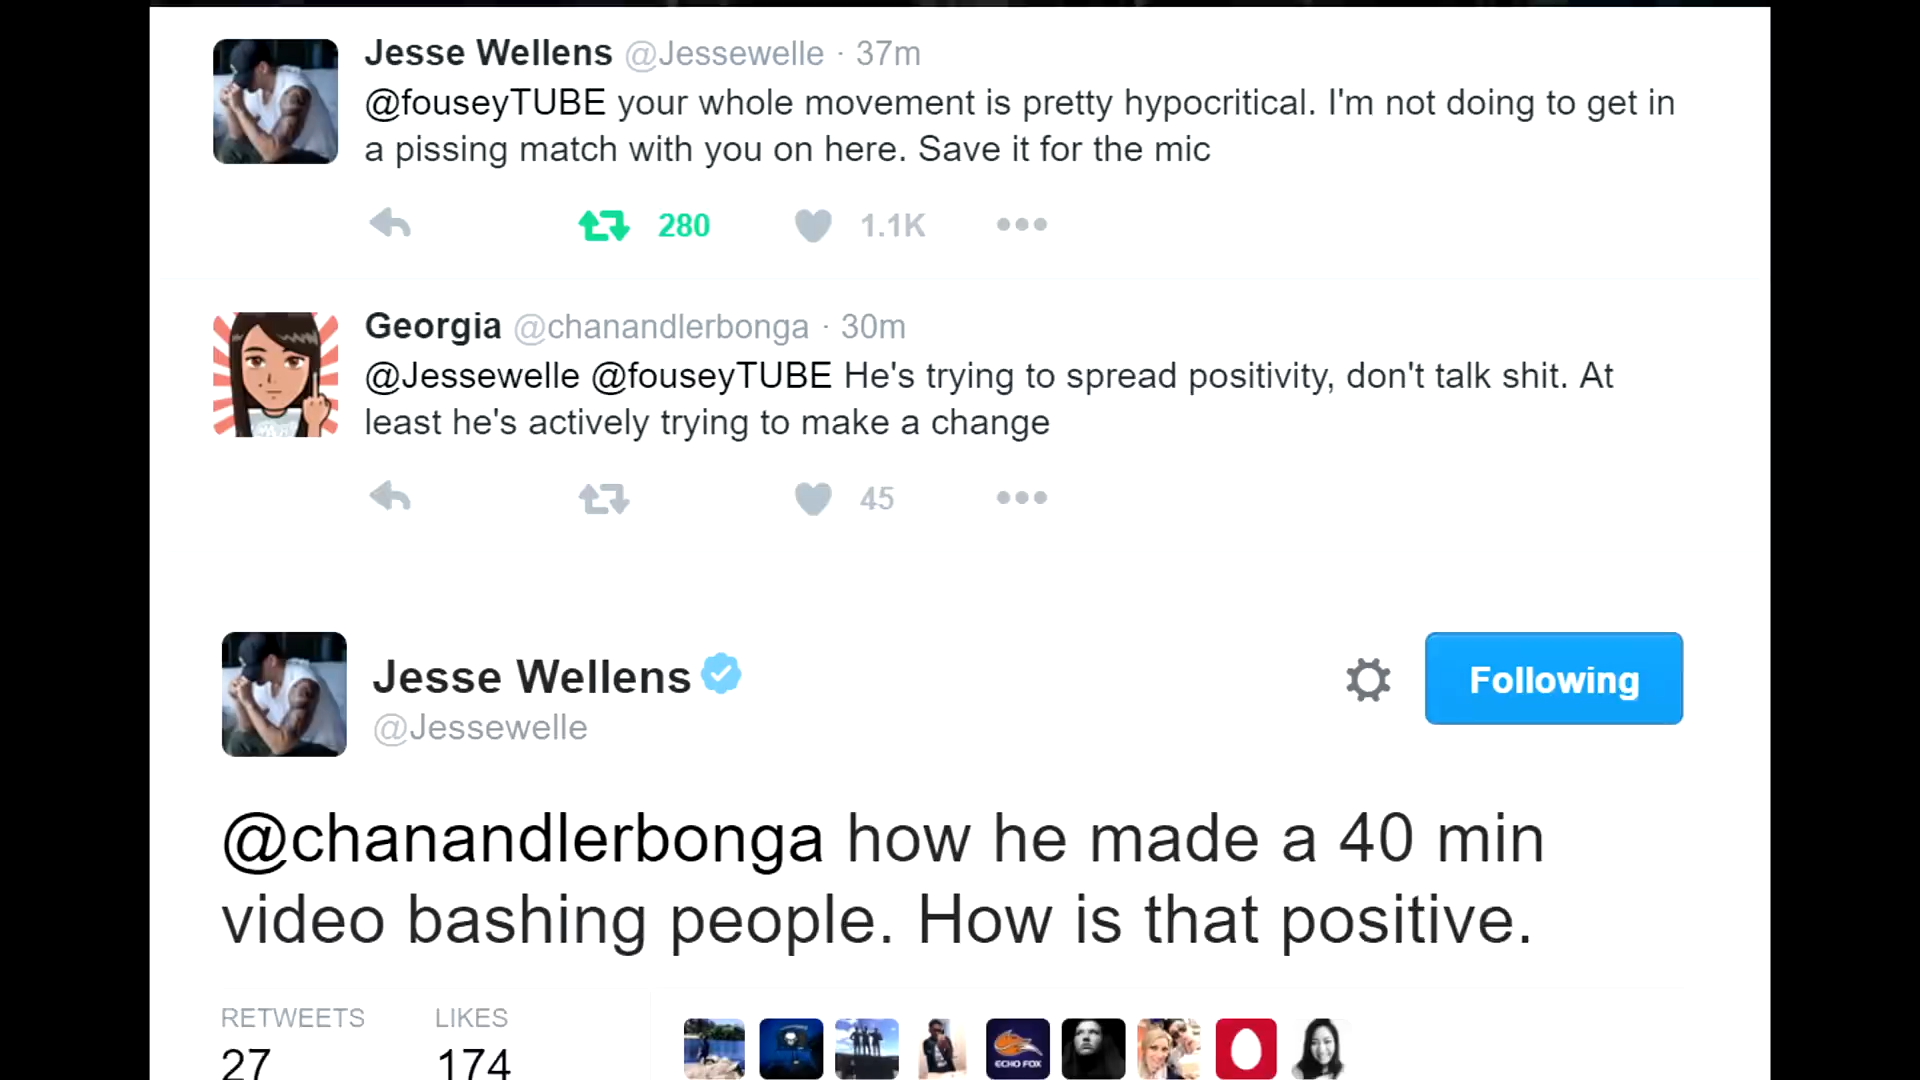 Jesse Wellens @Jessewelle · 37m
@fouseyTUBE your whole movement is pretty hypocritical. I'm not doing to get in
a pissing match with you on here. Save it for the mic
280 1.1K
Georgia @chanandlerbonga · 30m
@Jessewelle @fouseyTUBE He's trying to spread positivity, don't talk shit. At
least he's actively trying to make a change
45
Jesse Wellens
@Jessewelle
Following
@chanandlerbonga how he made a 40 min
video bashing people. How is that positive.
RETWEETS LIKES
27 174
ECHO FOX